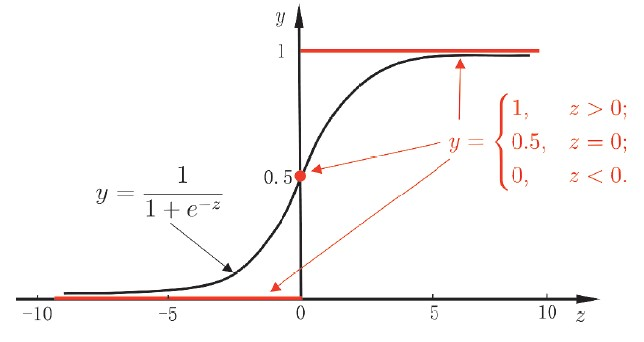 y
1
y = { 1, z > 0;
0.5, z = 0;
0, z < 0.
0.5
y = 1 / (1 + e^{-z})
-10 -5 0 5 10 z